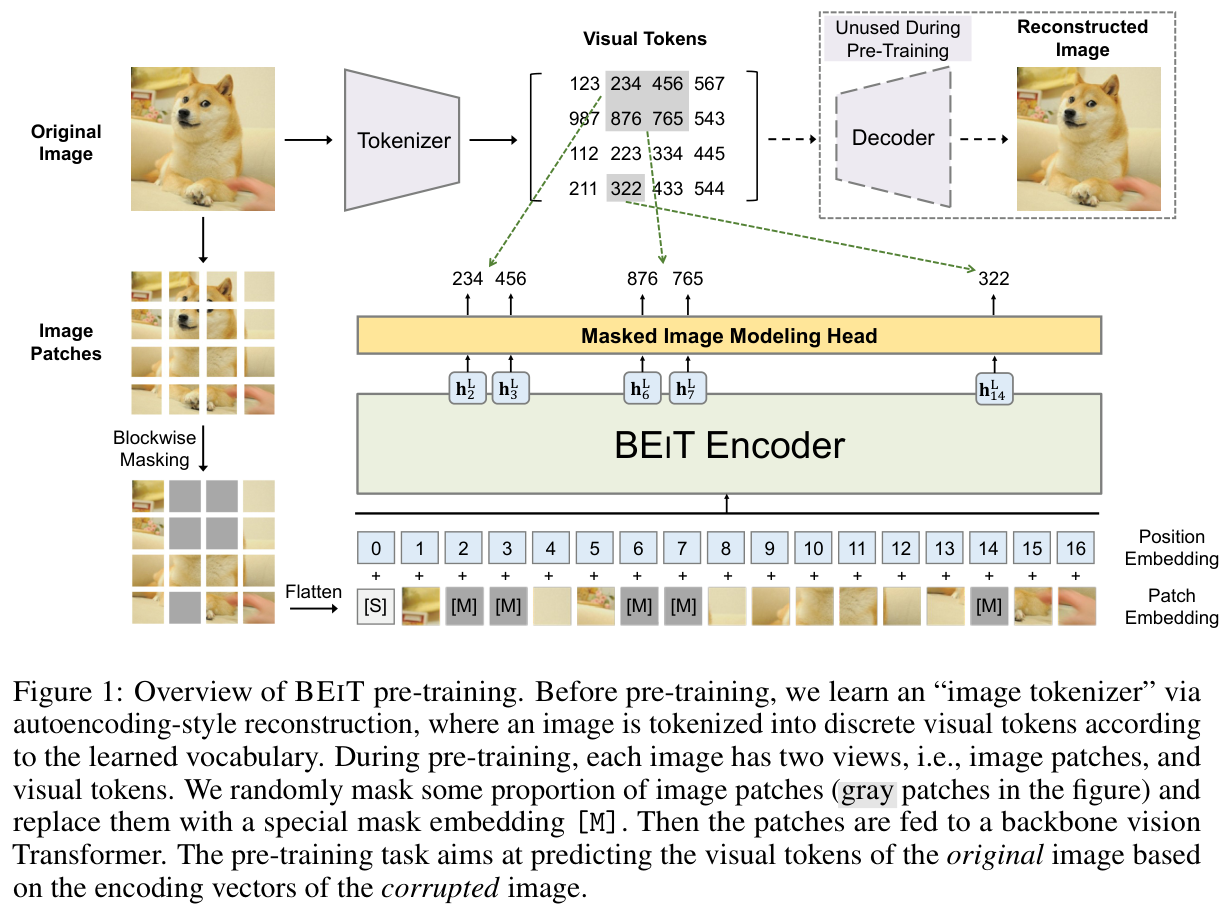 Visual Tokens
Unused During
Pre-Training
Reconstructed
Image
Original
Image
Tokenizer
123 234 456 567
987 876 765 543
112 223 334 445
211 322 433 544
Decoder
234 456 876 765 322
Image
Patches
Masked Image Modeling Head
h₂ᴸ h₃ᴸ h₆ᴸ h₇ᴸ h₁₄ᴸ
BEIT Encoder
Blockwise
Masking
0 1 2 3 4 5 6 7 8 9 10 11 12 13 14 15 16
Position
Embedding
+ + + + + + + + + + + + + + + + +
Flatten
[S] [M] [M] [M] [M] [M]
Patch
Embedding
Figure 1: Overview of BEIT pre-training. Before pre-training, we learn an “image tokenizer” via
autoencoding-style reconstruction, where an image is tokenized into discrete visual tokens according
to the learned vocabulary. During pre-training, each image has two views, i.e., image patches, and
visual tokens. We randomly mask some proportion of image patches (gray patches in the figure) and
replace them with a special mask embedding [M]. Then the patches are fed to a backbone vision
Transformer. The pre-training task aims at predicting the visual tokens of the original image based
on the encoding vectors of the corrupted image.